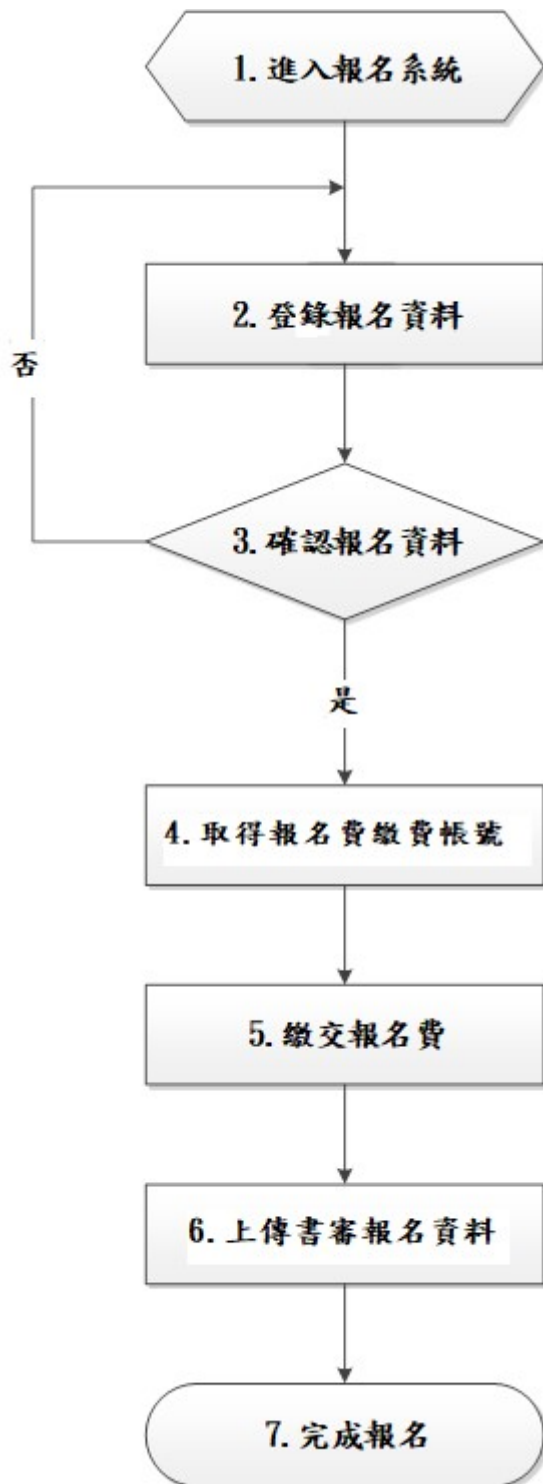 1.進入報名系統
2.登錄報名資料
否
3.確認報名資料
是
4.取得報名費繳費帳號
5.繳交報名費
6.上傳書審報名資料
7.完成報名